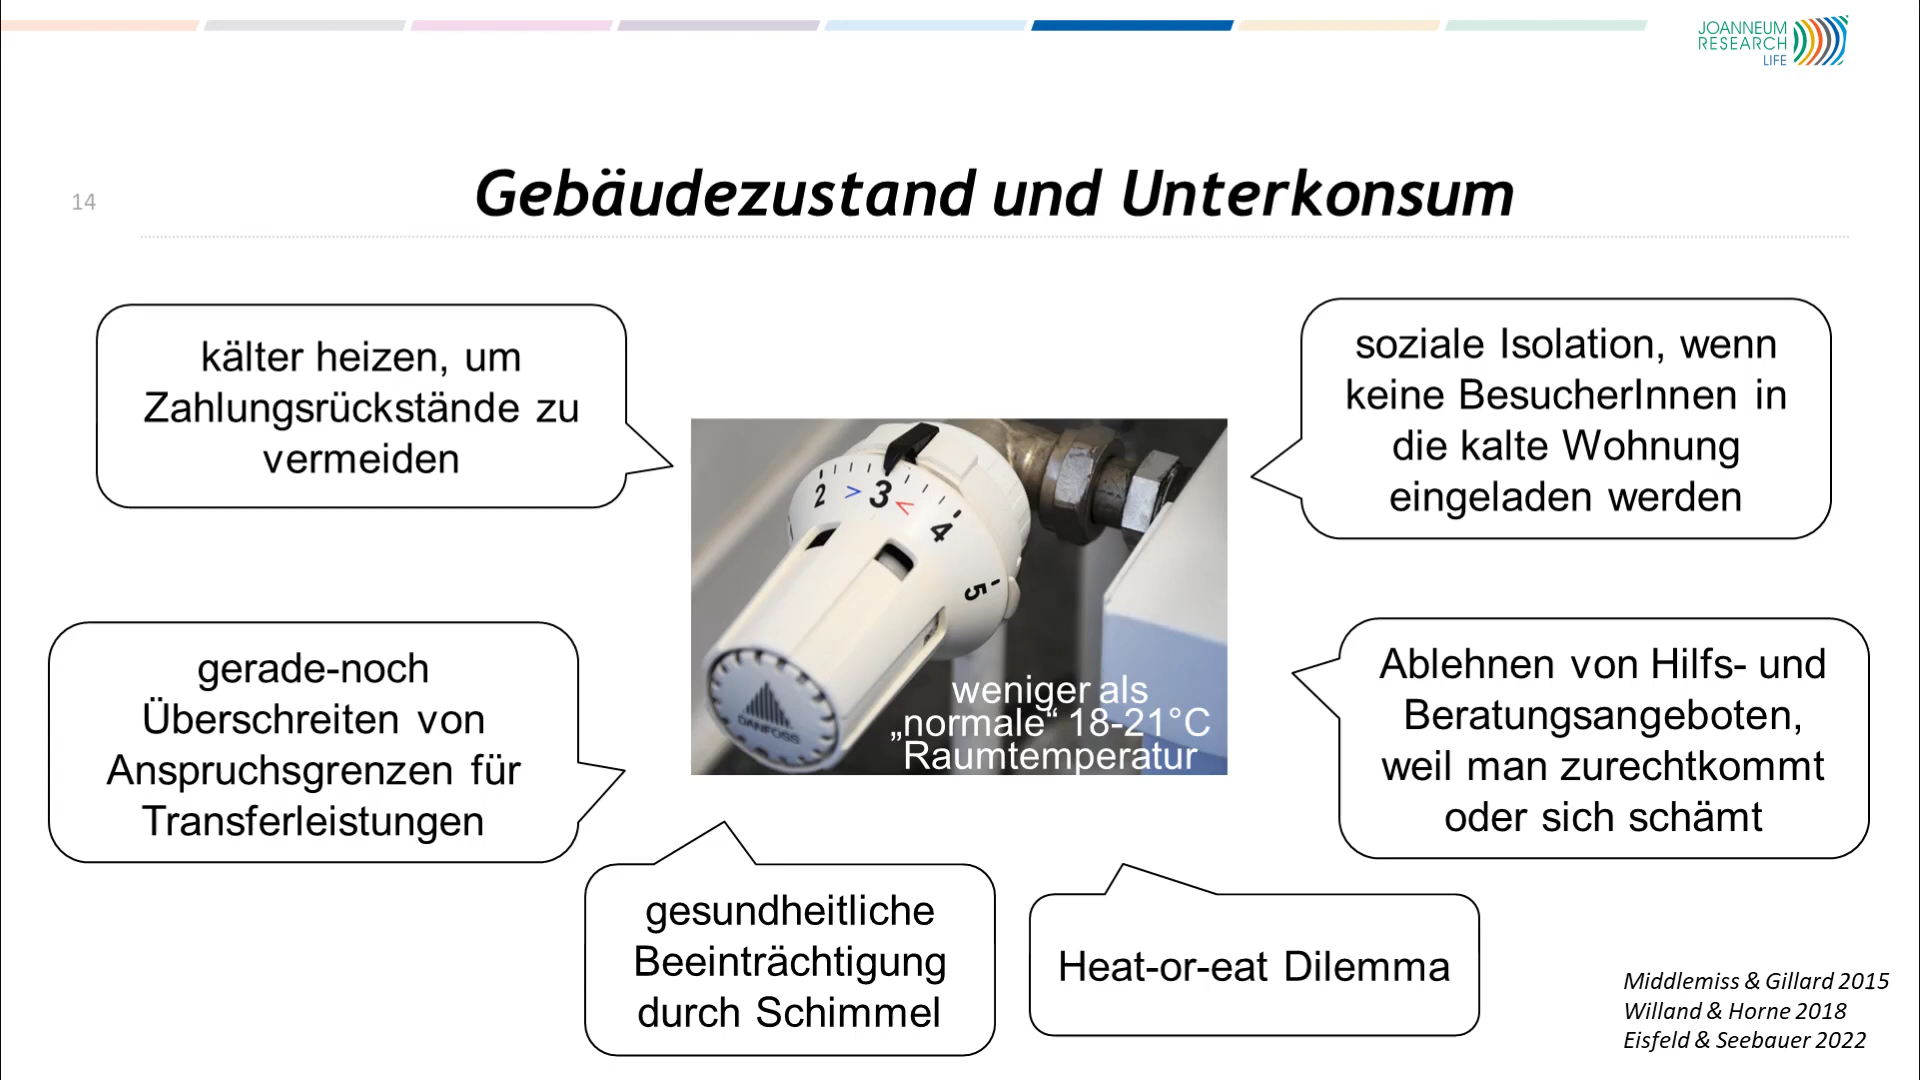 JOANNEUM
RESEARCH
LIFE
14
Gebäudezustand und Unterkonsum
kälter heizen, um
Zahlungsrückstände zu
vermeiden
soziale Isolation, wenn
keine BesucherInnen in
die kalte Wohnung
eingeladen werden
2 > 3 <
4
5
DANFOSS
weniger als
„normale“ 18-21°C
Raumtemperatur
gerade-noch
Überschreiten von
Anspruchsgrenzen für
Transferleistungen
Ablehnen von Hilfs- und
Beratungsangeboten,
weil man zurechtkommt
oder sich schämt
gesundheitliche
Beeinträchtigung
durch Schimmel
Heat-or-eat Dilemma
Middlemiss & Gillard 2015
Willand & Horne 2018
Eisfeld & Seebauer 2022